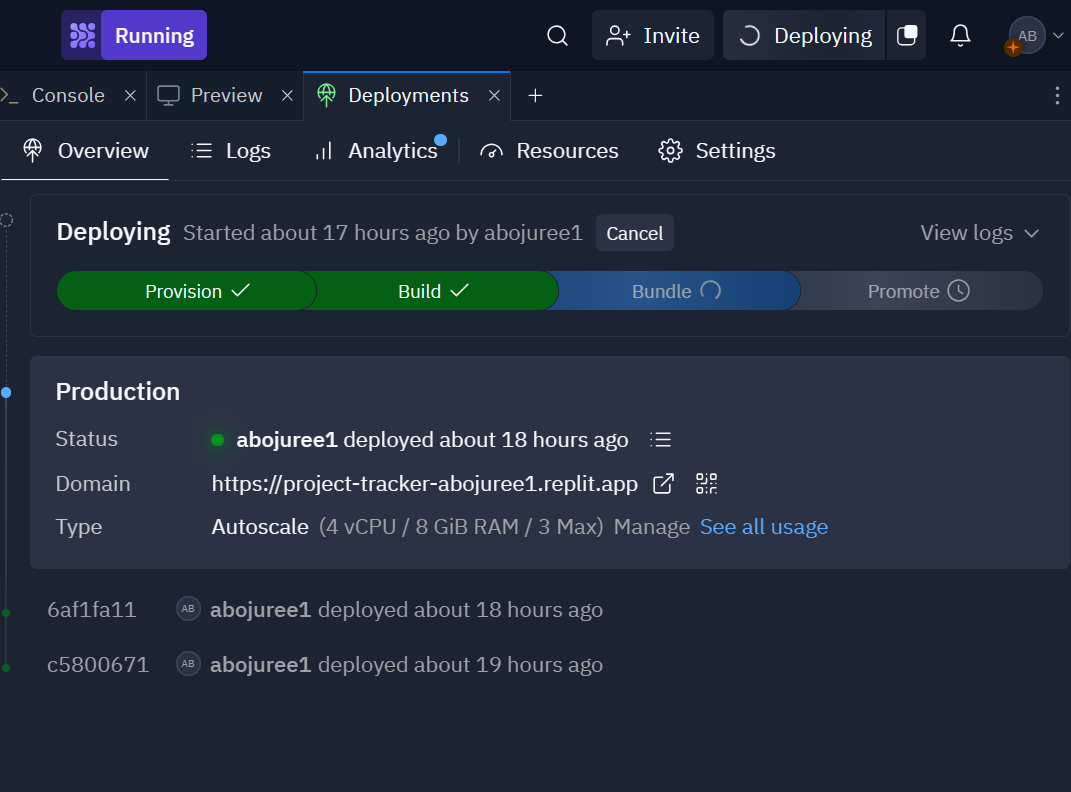 Running Invite Deploying AB
Console Preview Deployments
Overview Logs Analytics Resources Settings
Deploying Started about 17 hours ago by abojuree1 Cancel View logs
Provision Build Bundle Promote
Production
Status abojuree1 deployed about 18 hours ago
Domain https://project-tracker-abojuree1.replit.app
Type Autoscale (4 vCPU / 8 GiB RAM / 3 Max) Manage See all usage
6af1fa11 AB abojuree1 deployed about 18 hours ago
c5800671 AB abojuree1 deployed about 19 hours ago